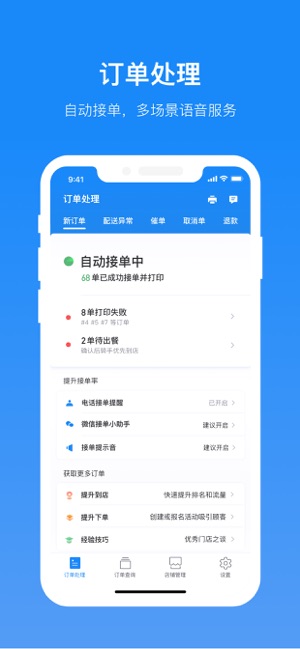 订单处理
自动接单，多场景语音服务
9:41
订单处理
新订单 配送异常 催单 取消单 退款
自动接单中
68 单已成功接单并打印
8单打印失败
#4 #5 #7 等订单
2单待出餐
确认后骑手优先到店
提升接单率
电话接单提醒 已开启
微信接单小助手 建议开启
接单提示音 建议开启
获取更多订单
提升到店 快速提升排名和流量
提升下单 创建或报名活动吸引顾客
经验技巧 优秀门店之谈
订单处理 订单查询 店铺管理 设置